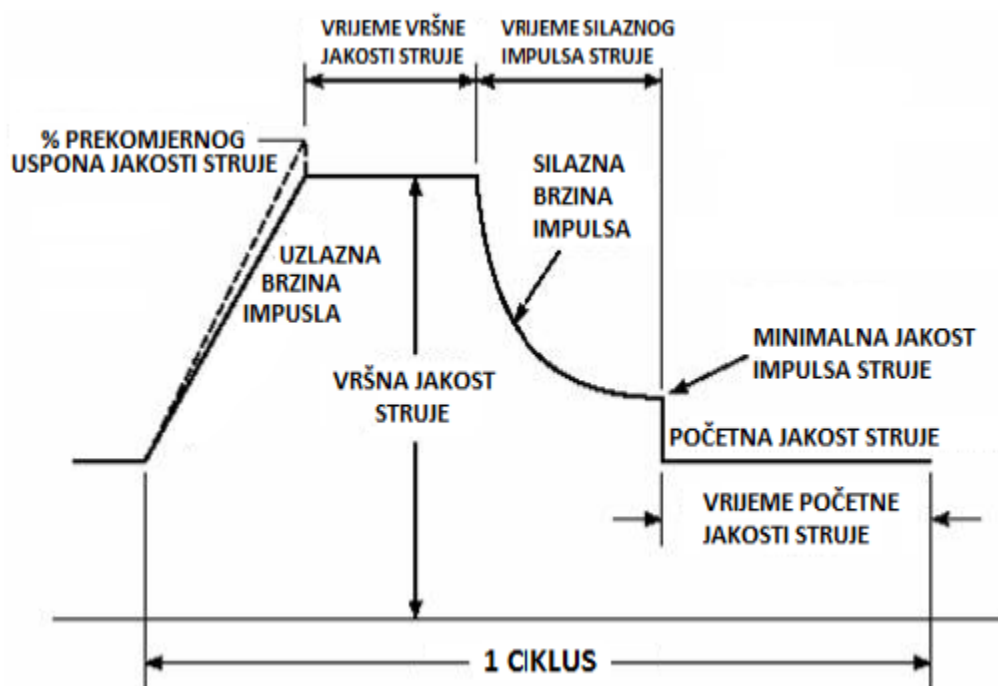 VRIJEME VRŠNE
JAKOSTI STRUJE
VRIJEME SILAZNOG
IMPULSA STRUJE
% PREKOMJERNOG
USPONA JAKOSTI STRUJE
SILAZNA
BRZINA
IMPULSA
UZLAZNA
BRZINA
IMPUSLA
MINIMALNA JAKOST
IMPULSA STRUJE
VRŠNA JAKOST
STRUJE
POČETNA JAKOST STRUJE
VRIJEME POČETNE
JAKOSTI STRUJE
1 CIKLUS